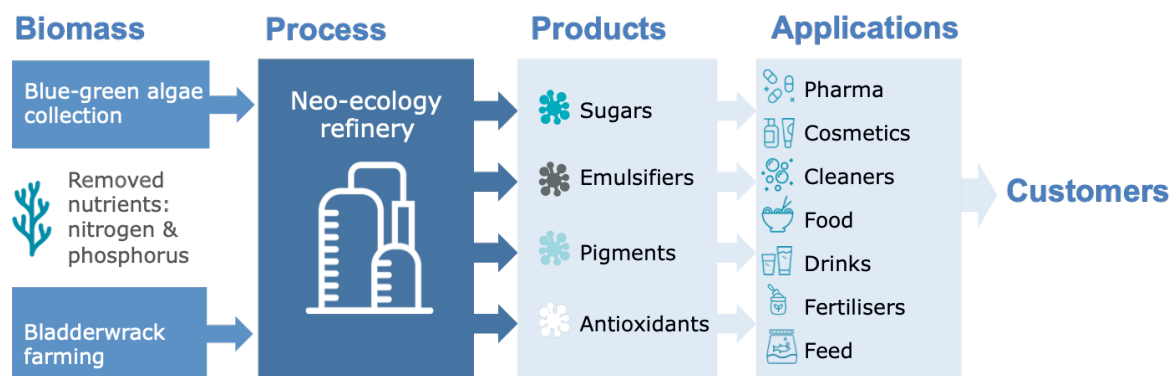 Biomass
Blue-green algae
collection
Removed
nutrients:
nitrogen &
phosphorus
Bladderwrack
farming
Process
Neo-ecology
refinery
Products
Sugars
Emulsifiers
Pigments
Antioxidants
Applications
Pharma
Cosmetics
Cleaners
Food
Drinks
Fertilisers
Feed
Customers